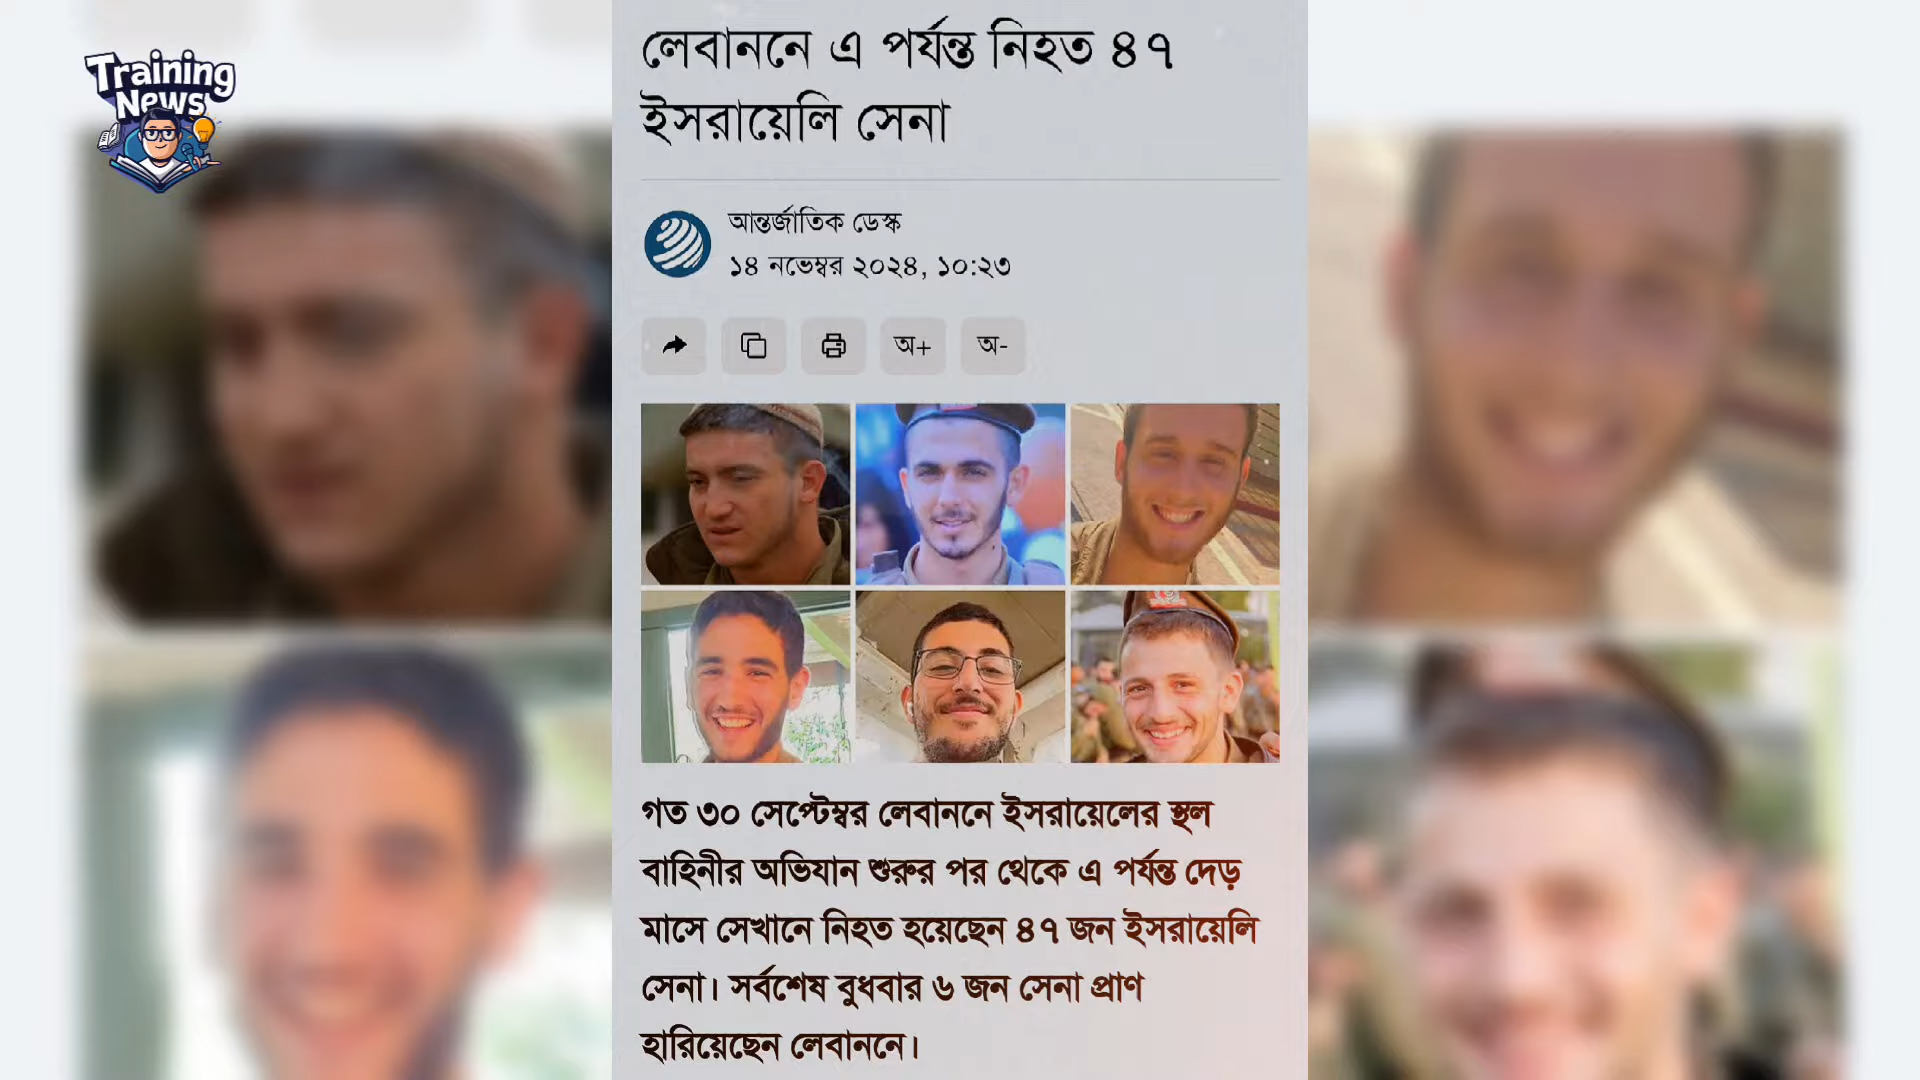 Training
News
লেবাননে এ পর্যন্ত নিহত ৪৭
ইসরায়েলি সেনা
আন্তর্জাতিক ডেস্ক
১৪ নভেম্বর ২০২৪, ১০:২৩
অ+
অ-
গত ৩০ সেপ্টেম্বর লেবাননে ইসরায়েলের স্থল
বাহিনীর অভিযান শুরুর পর থেকে এ পর্যন্ত দেড়
মাসে সেখানে নিহত হয়েছেন ৪৭ জন ইসরায়েলি
সেনা। সর্বশেষ বুধবার ৬ জন সেনা প্রাণ
হারিয়েছেন লেবাননে।